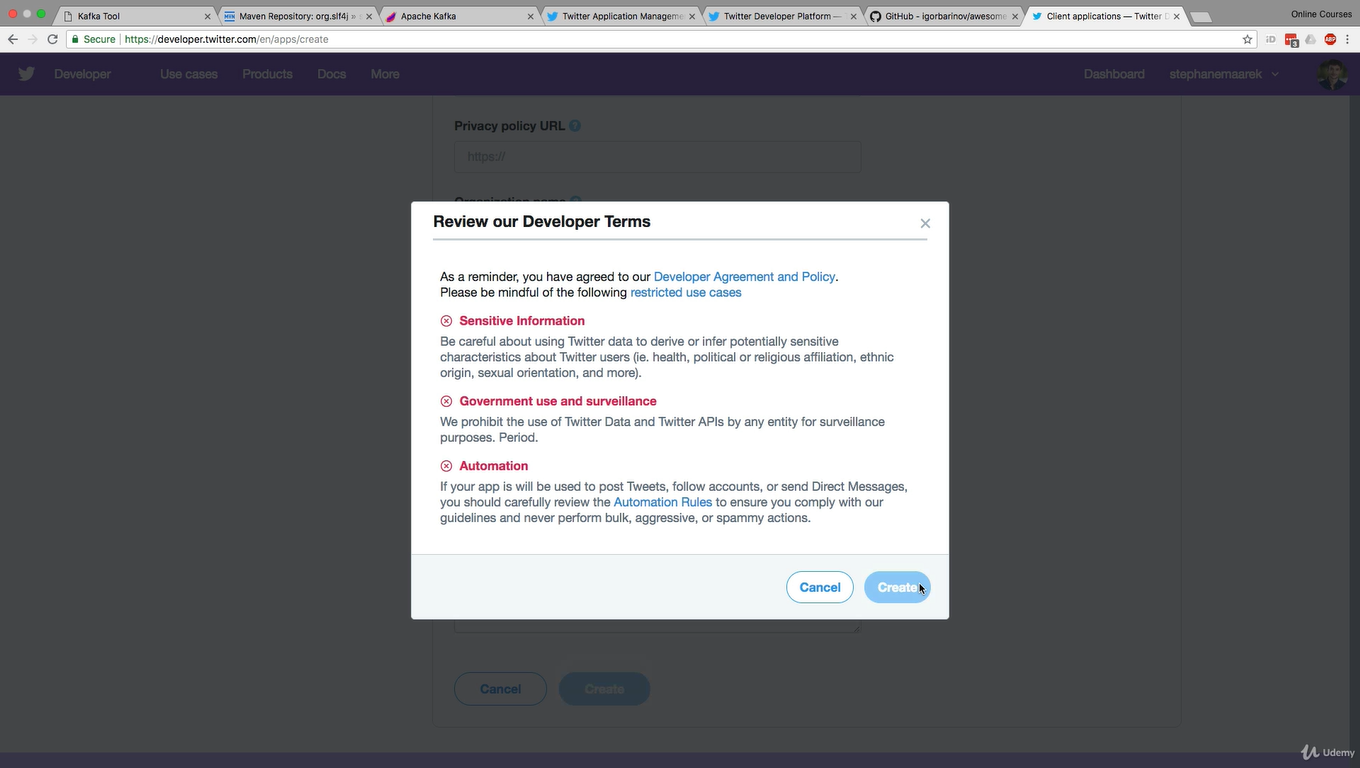 Kafka Tool
Maven Repository: org.slf4j » s
Apache Kafka
Twitter Application Manageme
Twitter Developer Platform —
GitHub - igorbarinov/awesome
Client applications — Twitter D
Online Courses
Secure
https://developer.twitter.com/en/apps/create
iD
3
ABP
Developer
Use cases
Products
Docs
More
Dashboard
stephanemaarek
Privacy policy URL ?
https://
Organization name
Review our Developer Terms
As a reminder, you have agreed to our Developer Agreement and Policy.
Please be mindful of the following restricted use cases
Sensitive Information
Be careful about using Twitter data to derive or infer potentially sensitive
characteristics about Twitter users (ie. health, political or religious affiliation, ethnic
origin, sexual orientation, and more).
Government use and surveillance
We prohibit the use of Twitter Data and Twitter APIs by any entity for surveillance
purposes. Period.
Automation
If your app is will be used to post Tweets, follow accounts, or send Direct Messages,
you should carefully review the Automation Rules to ensure you comply with our
guidelines and never perform bulk, aggressive, or spammy actions.
Cancel
Create
Cancel
Create
Udemy